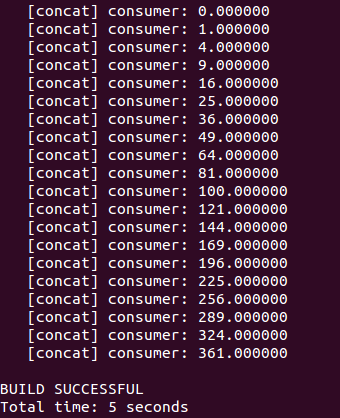 [concat] consumer: 0.000000
[concat] consumer: 1.000000
[concat] consumer: 4.000000
[concat] consumer: 9.000000
[concat] consumer: 16.000000
[concat] consumer: 25.000000
[concat] consumer: 36.000000
[concat] consumer: 49.000000
[concat] consumer: 64.000000
[concat] consumer: 81.000000
[concat] consumer: 100.000000
[concat] consumer: 121.000000
[concat] consumer: 144.000000
[concat] consumer: 169.000000
[concat] consumer: 196.000000
[concat] consumer: 225.000000
[concat] consumer: 256.000000
[concat] consumer: 289.000000
[concat] consumer: 324.000000
[concat] consumer: 361.000000
BUILD SUCCESSFUL
Total time: 5 seconds